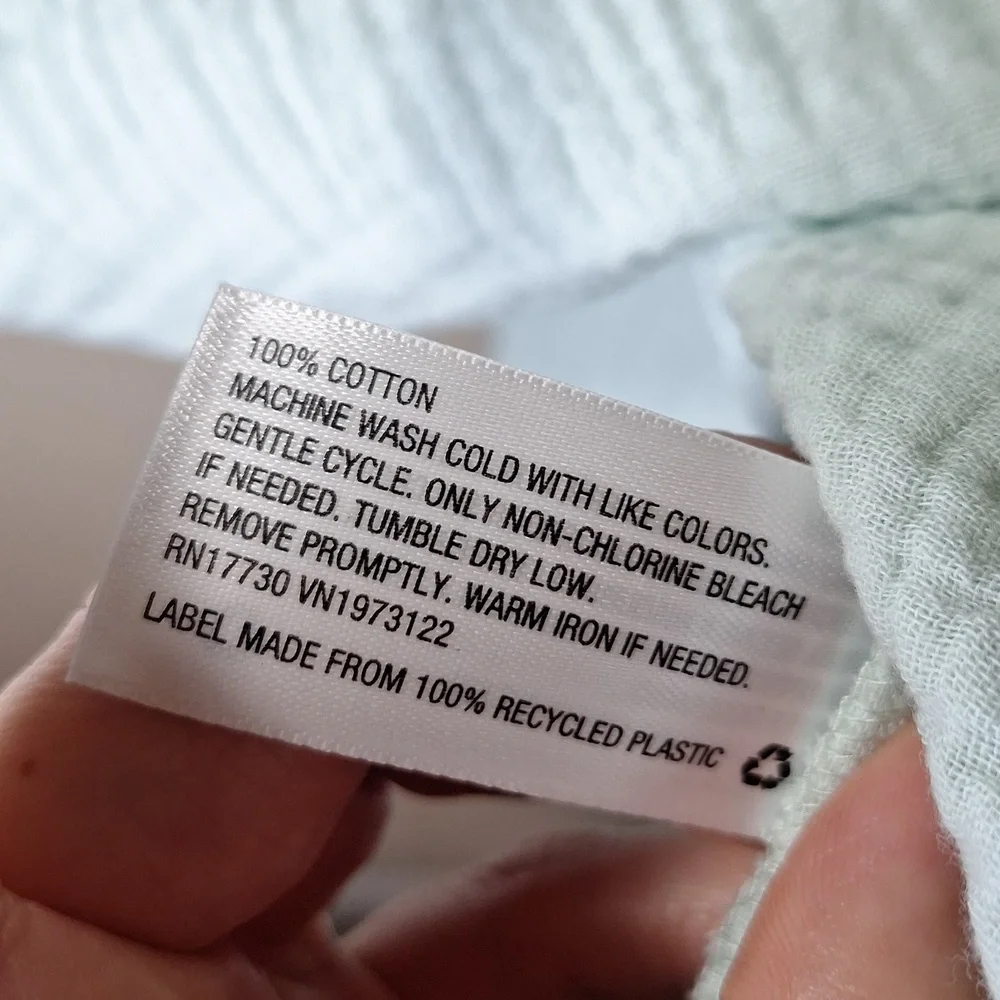 100% COTTON
MACHINE WASH COLD WITH LIKE COLORS.
GENTLE CYCLE. ONLY NON-CHLORINE BLEACH
IF NEEDED. TUMBLE DRY LOW.
REMOVE PROMPTLY. WARM IRON IF NEEDED.
RN17730 VN1973122
LABEL MADE FROM 100% RECYCLED PLASTIC